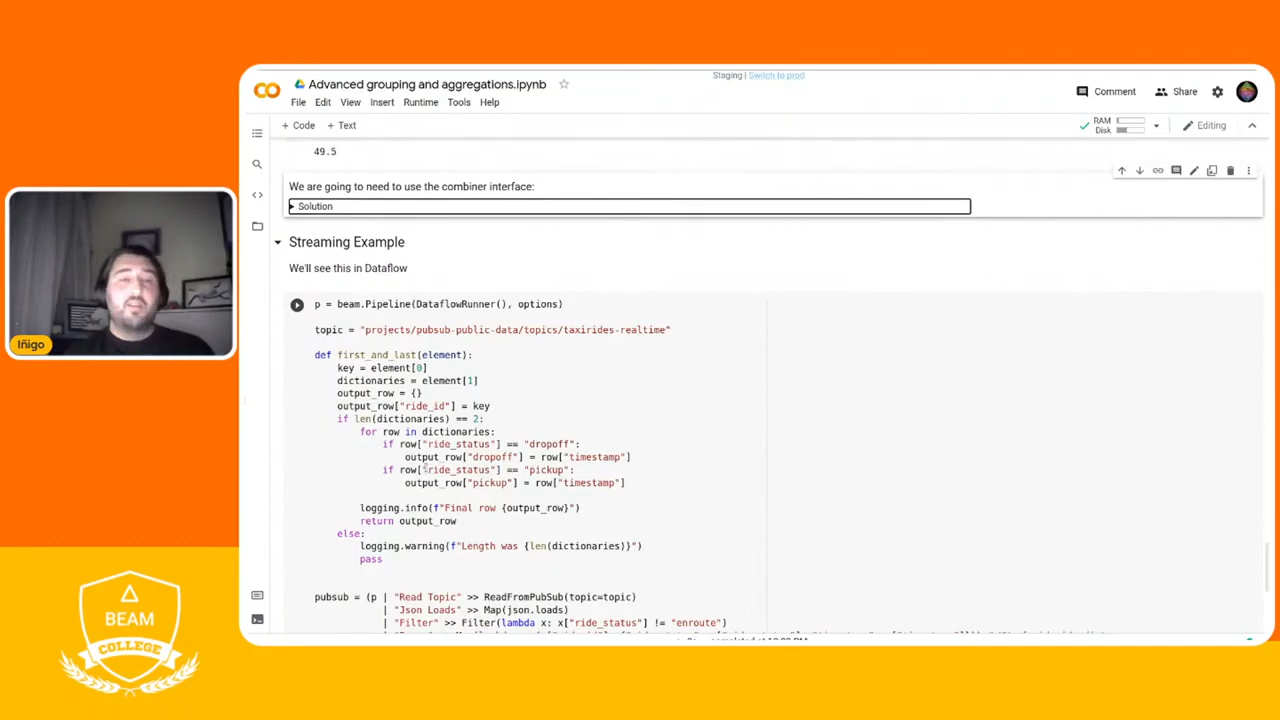 Staging | Switch to prod
Advanced grouping and aggregations.ipynb
Comment
Share
File Edit View Insert Runtime Tools Help
+ Code + Text
RAM
Disk
Editing
49.5
We are going to need to use the combiner interface:
Solution
Streaming Example
We'll see this in Dataflow
p = beam.Pipeline(DataflowRunner(), options)
topic = "projects/pubsub-public-data/topics/taxirides-realtime"
def first_and_last(element):
key = element[0]
dictionaries = element[1]
output_row = {}
output_row["ride_id"] = key
if len(dictionaries) == 2:
for row in dictionaries:
if row["ride_status"] == "dropoff":
output_row["dropoff"] = row["timestamp"]
if row["ride_status"] == "pickup":
output_row["pickup"] = row["timestamp"]
logging.info(f"Final row {output_row}")
return output_row
else:
logging.warning(f"Length was {len(dictionaries)}")
pass
pubsub = (p | "Read Topic" >> ReadFromPubSub(topic=topic)
| "Json Loads" >> Map(json.loads)
| "Filter" >> Filter(lambda x: x["ride_status"] != "enroute")
Iñigo
BEAM
COLLEGE